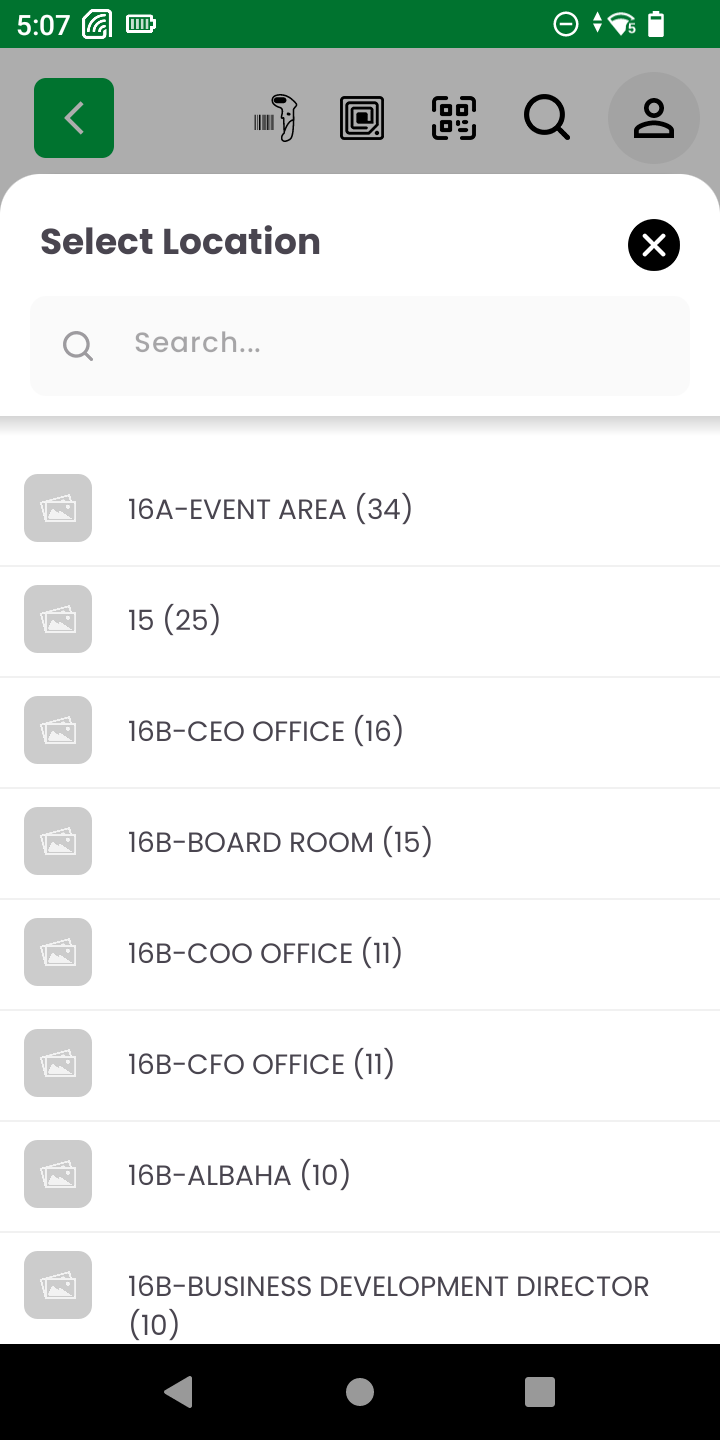 5:07
5
Select Location
Search...
16A-EVENT AREA (34)
15 (25)
16B-CEO OFFICE (16)
16B-BOARD ROOM (15)
16B-COO OFFICE (11)
16B-CFO OFFICE (11)
16B-ALBAHA (10)
16B-BUSINESS DEVELOPMENT DIRECTOR
(10)